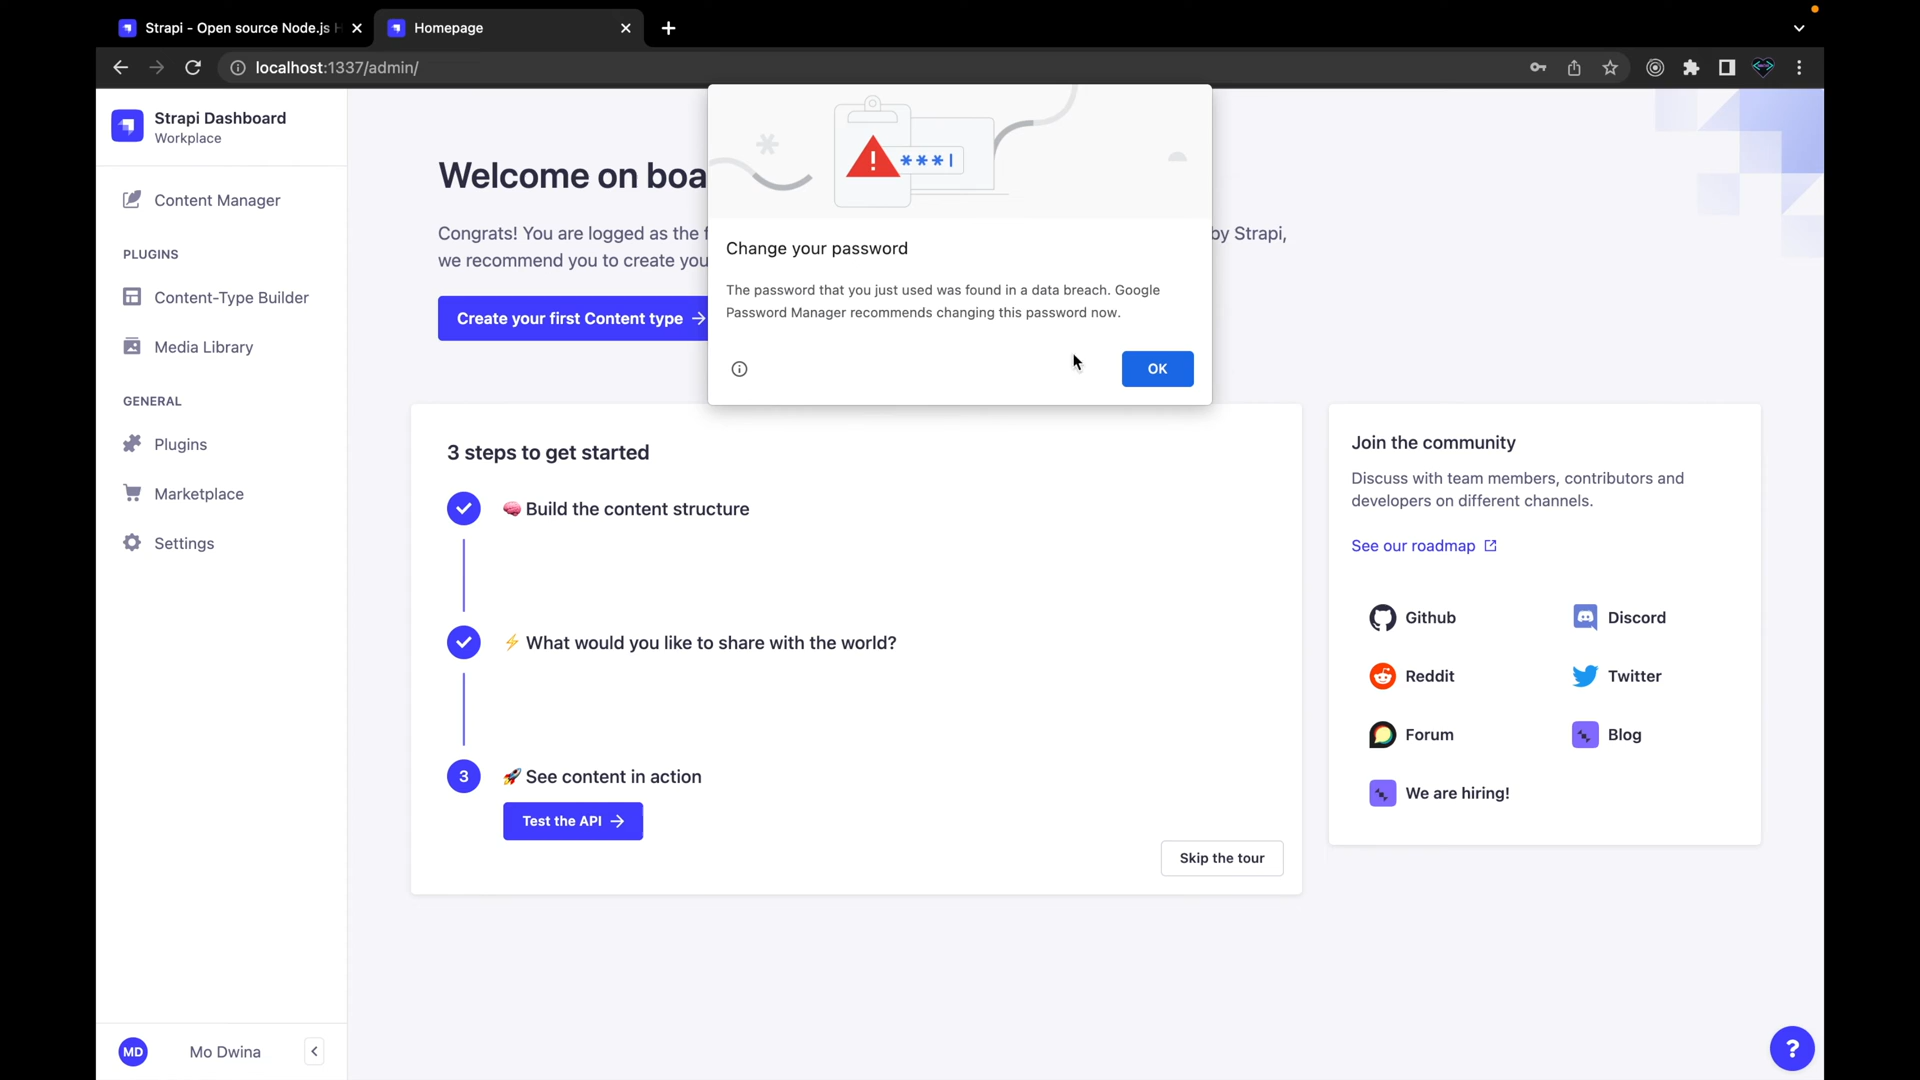 Strapi - Open source Node.js H
Homepage
localhost:1337/admin/
Strapi Dashboard
Workplace
Content Manager
PLUGINS
Content-Type Builder
Media Library
GENERAL
Plugins
Marketplace
Settings
MD
Mo Dwina
Welcome on boa
Congrats! You are logged as the f
by Strapi,
we recommend you to create you
Create your first Content type
***|
Change your password
The password that you just used was found in a data breach. Google
Password Manager recommends changing this password now.
OK
3 steps to get started
🧠 Build the content structure
⚡ What would you like to share with the world?
3
🚀 See content in action
Test the API
Skip the tour
Join the community
Discuss with team members, contributors and
developers on different channels.
See our roadmap
Github
Discord
Reddit
Twitter
Forum
Blog
We are hiring!
?